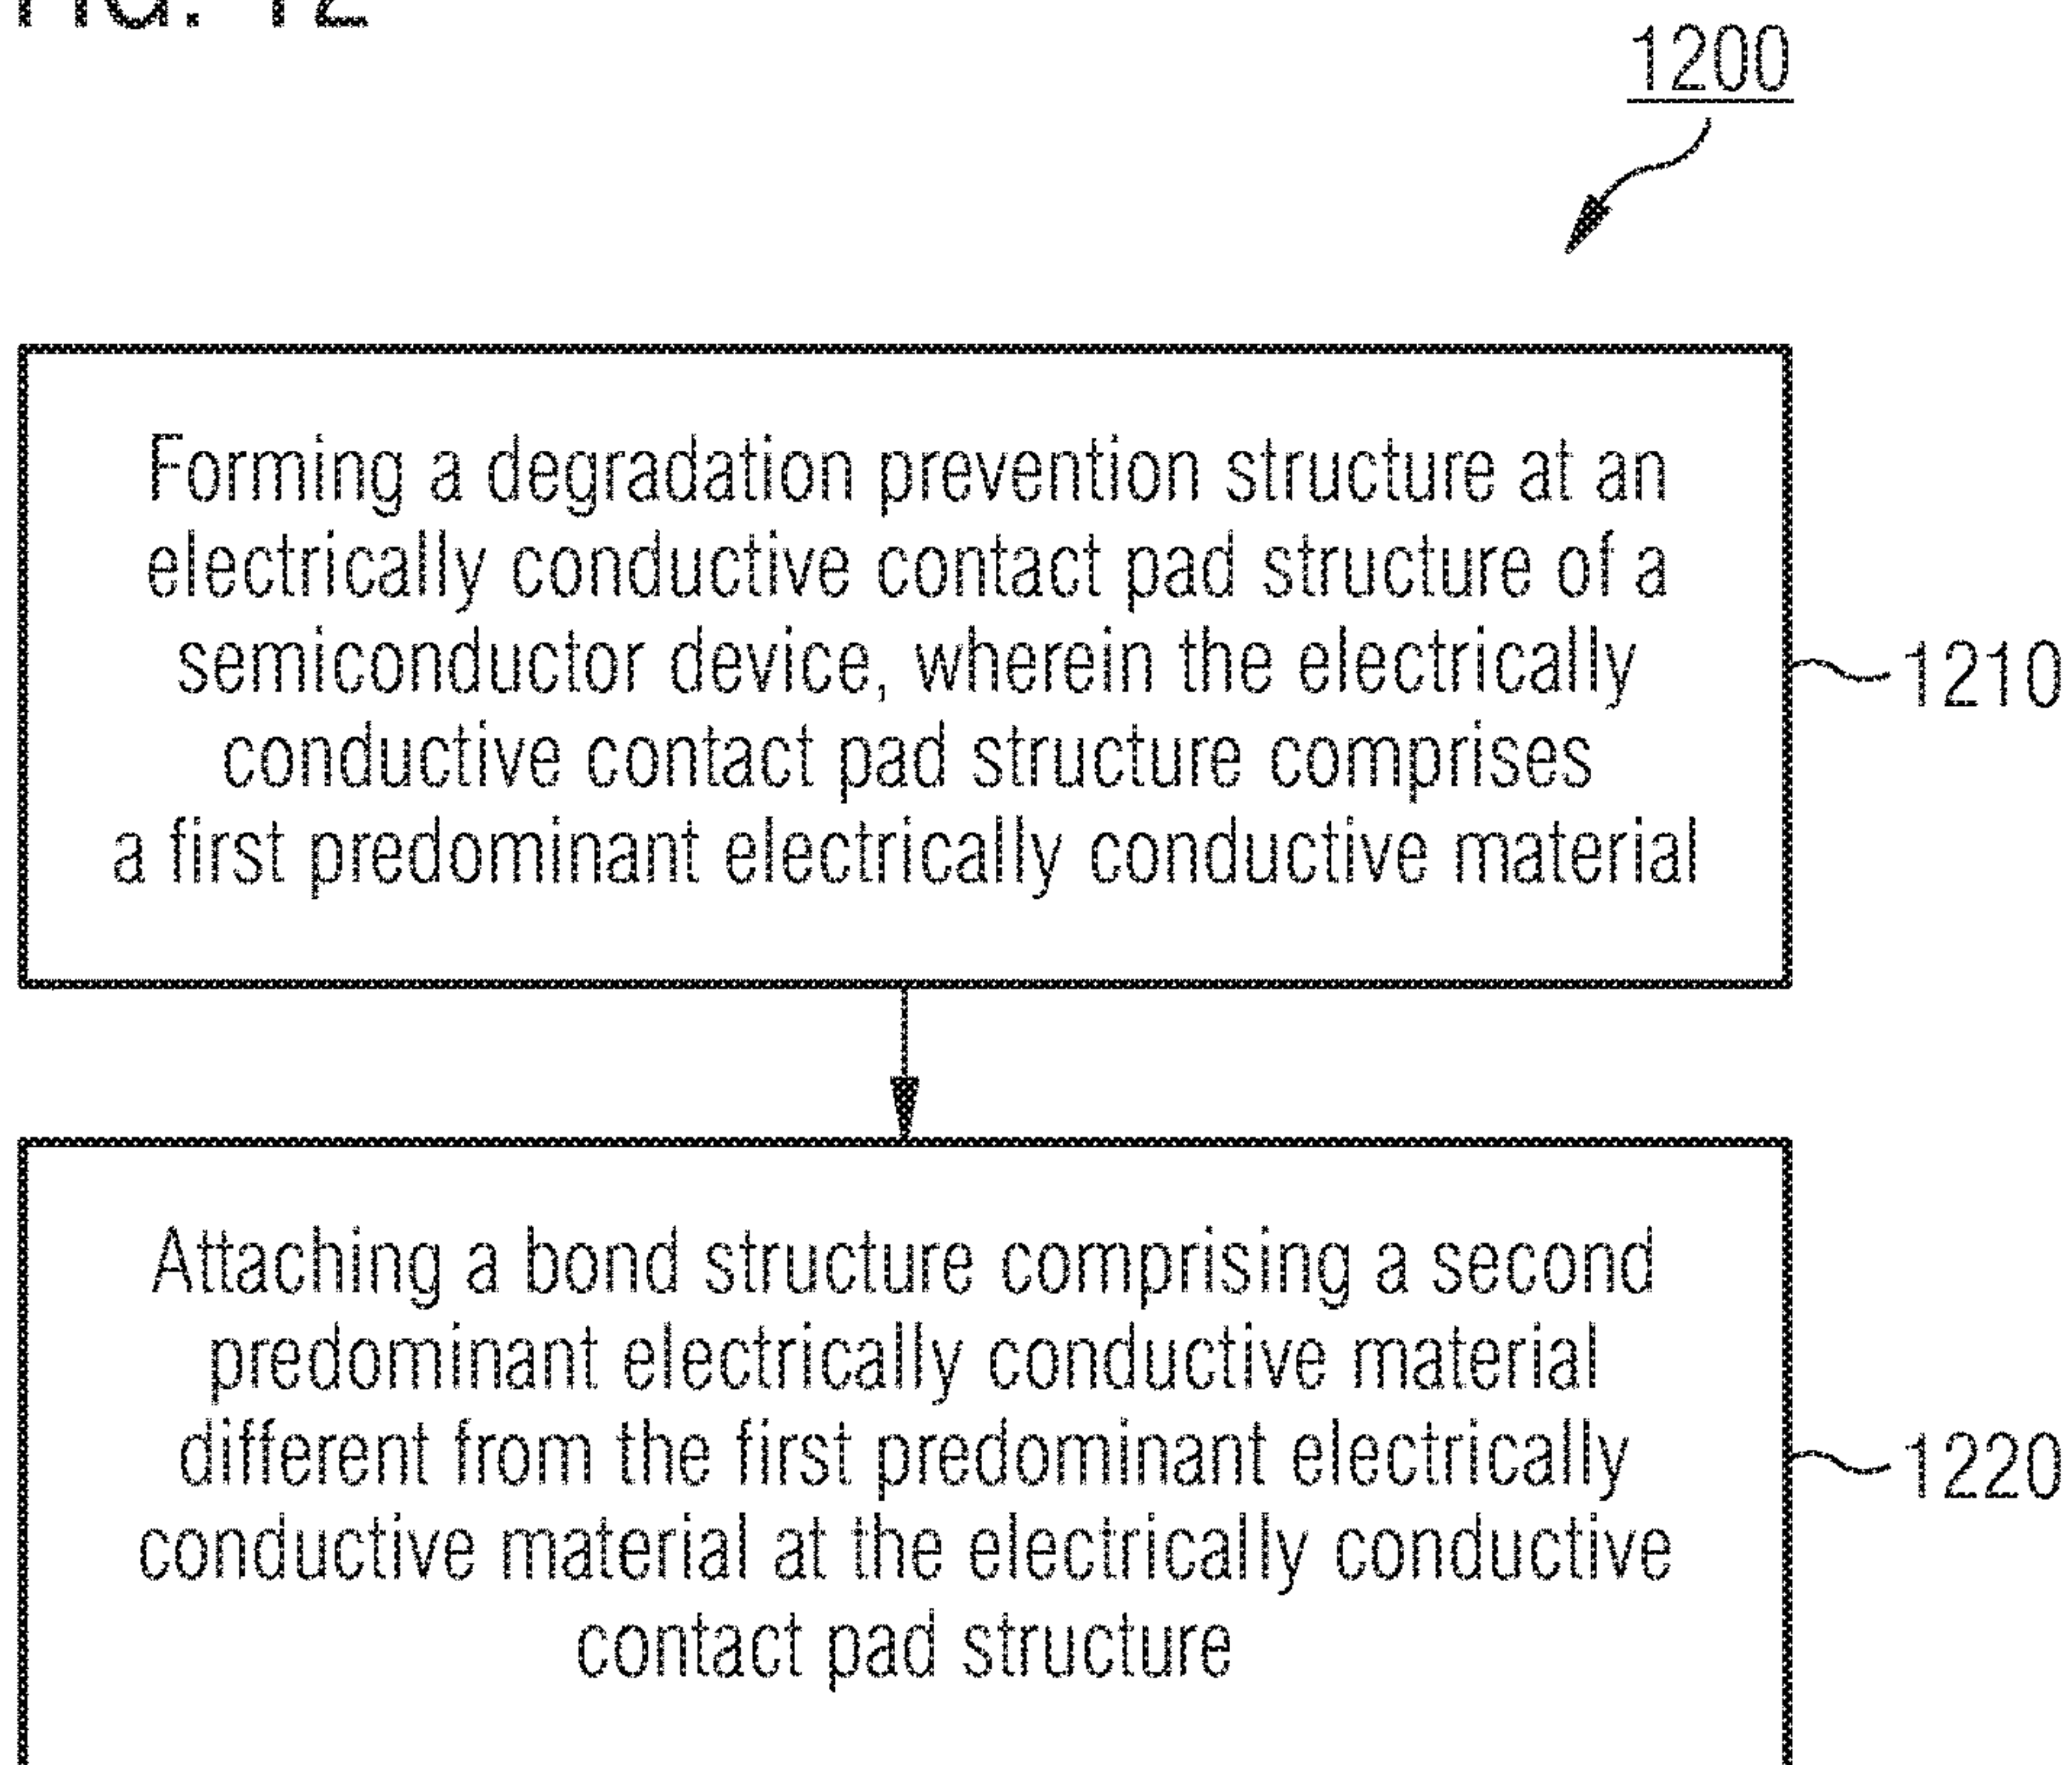 FIG. 12
1200
Forming a degradation prevention structure at an
electrically conductive contact pad structure of a
semiconductor device, wherein the electrically
conductive contact pad structure comprises
a first predominant electrically conductive material
1210
Attaching a bond structure comprising a second
predominant electrically conductive material
different from the first predominant electrically
conductive material at the electrically conductive
contact pad structure
1220